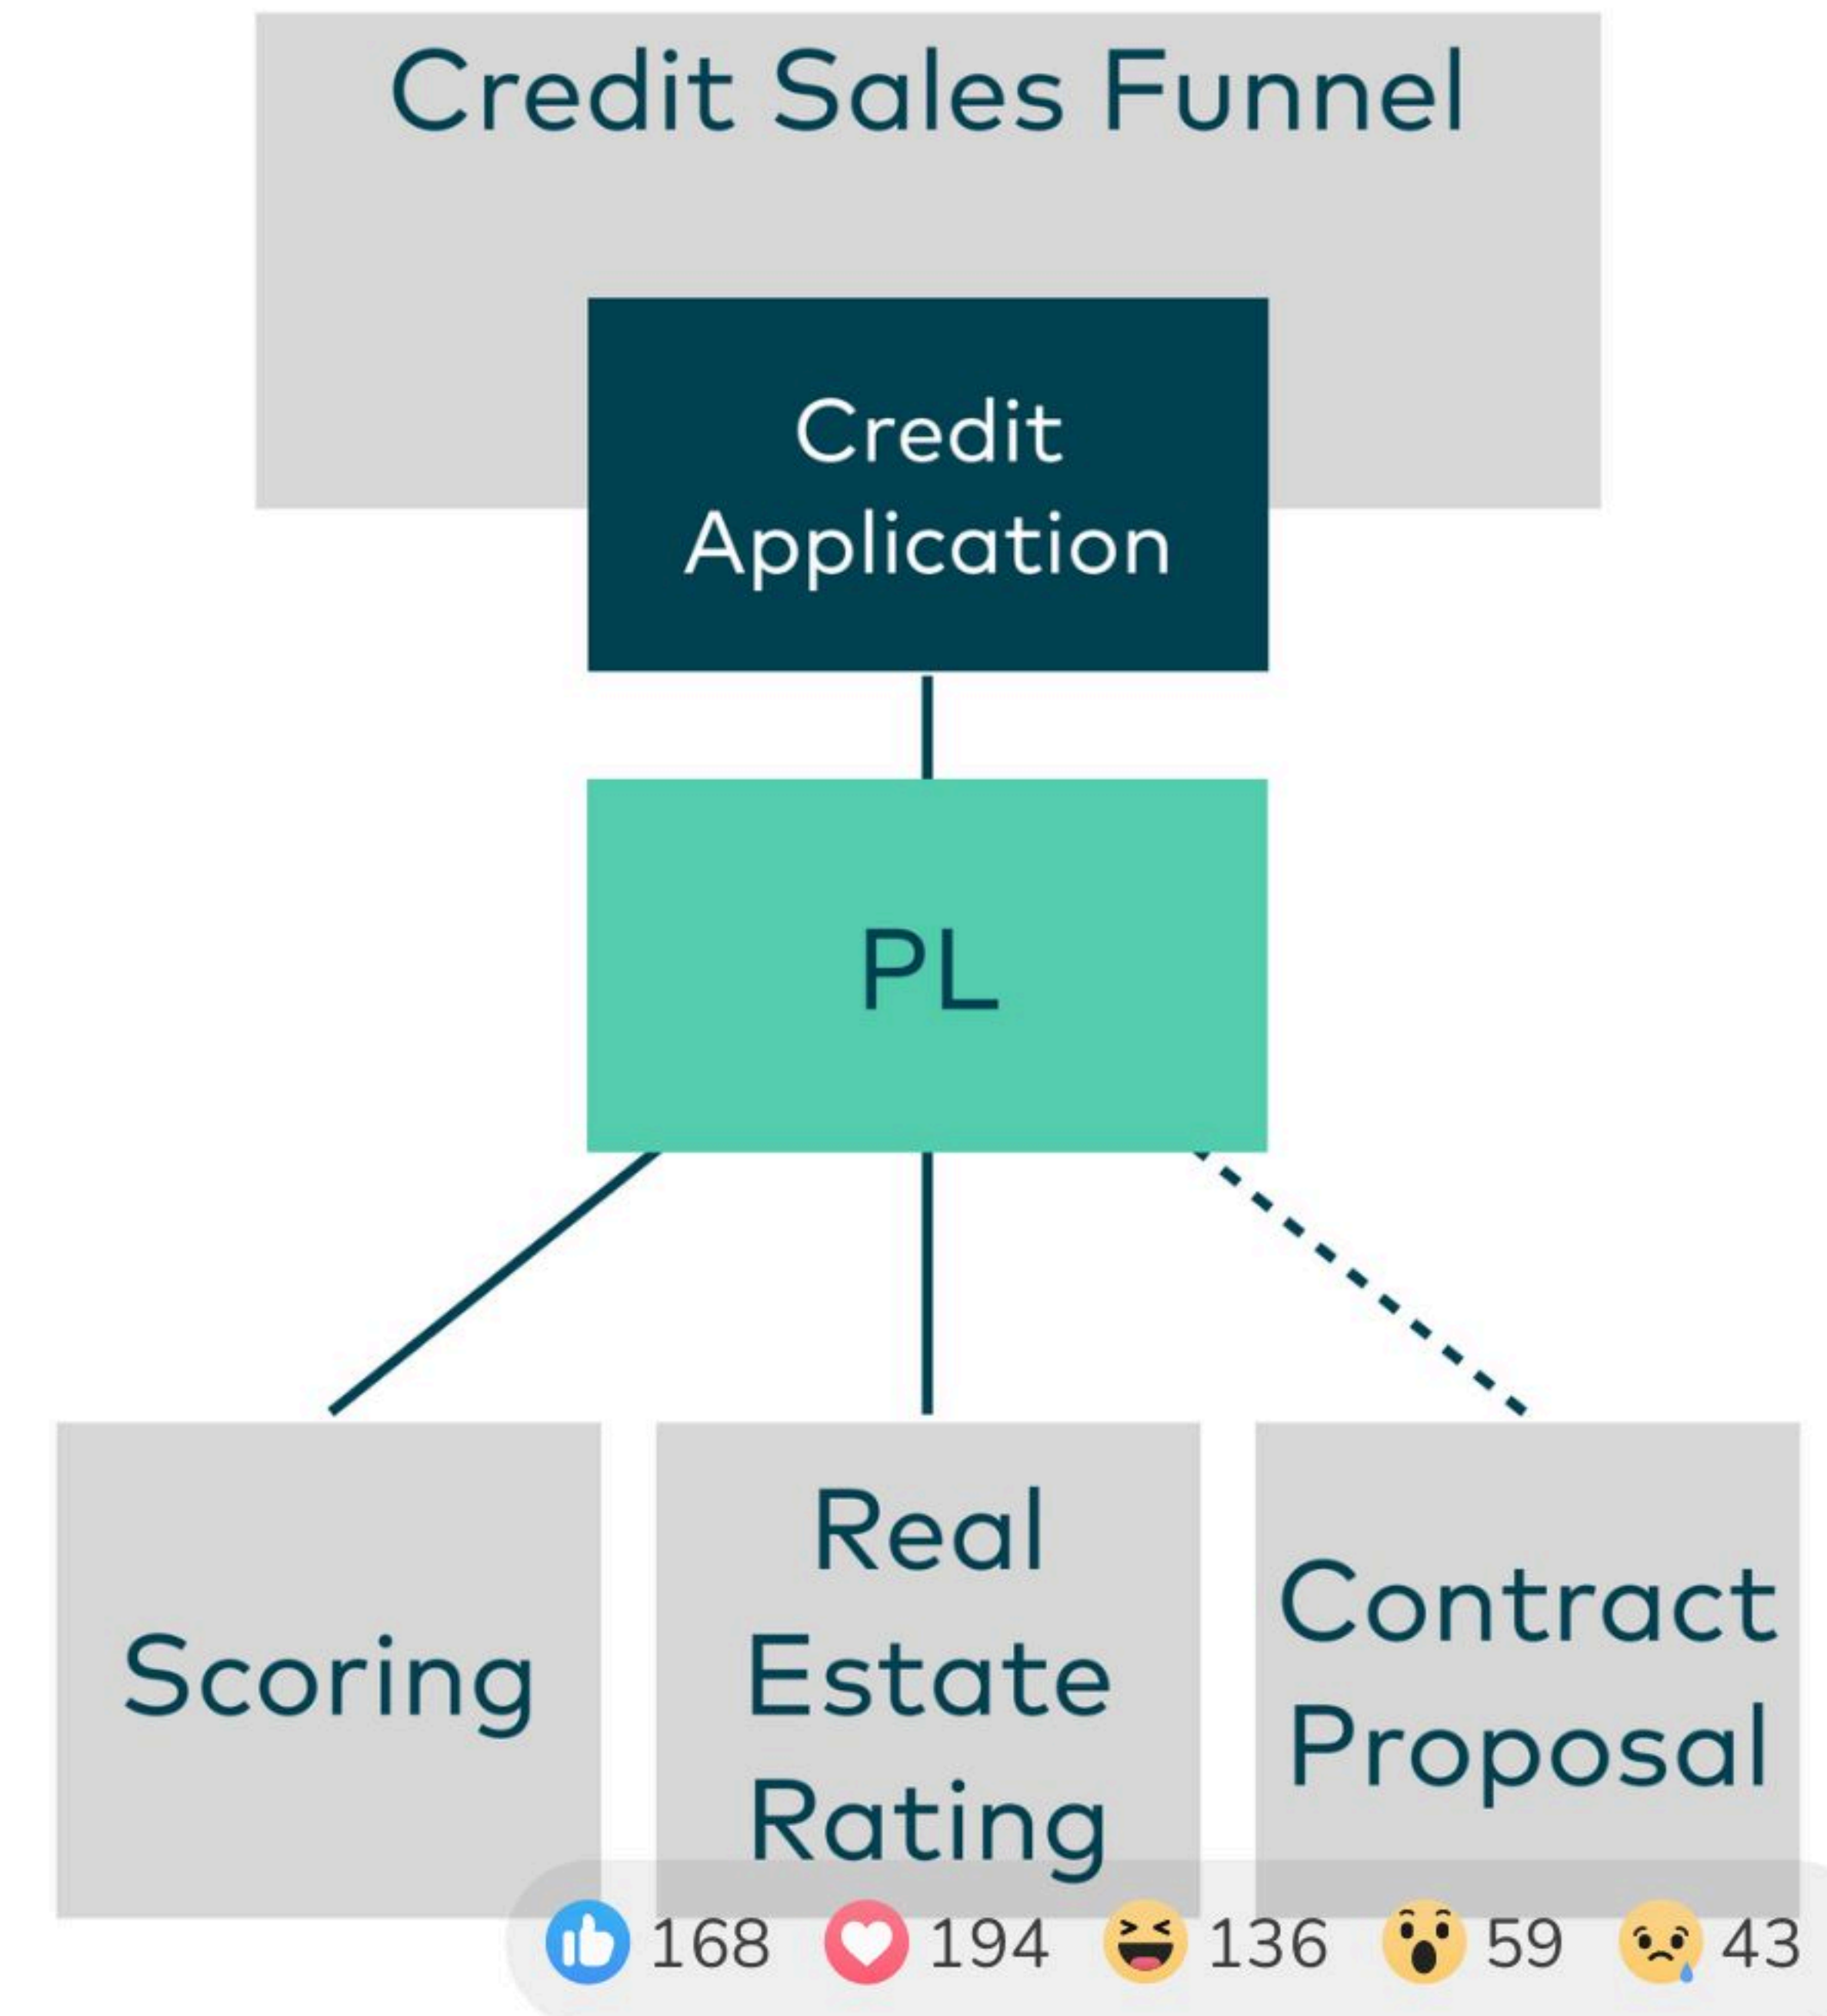 Credit Sales Funnel
Credit
Application
PL
Scoring
Real
Estate
Rating
Contract
Proposal
168 194 136 59 43